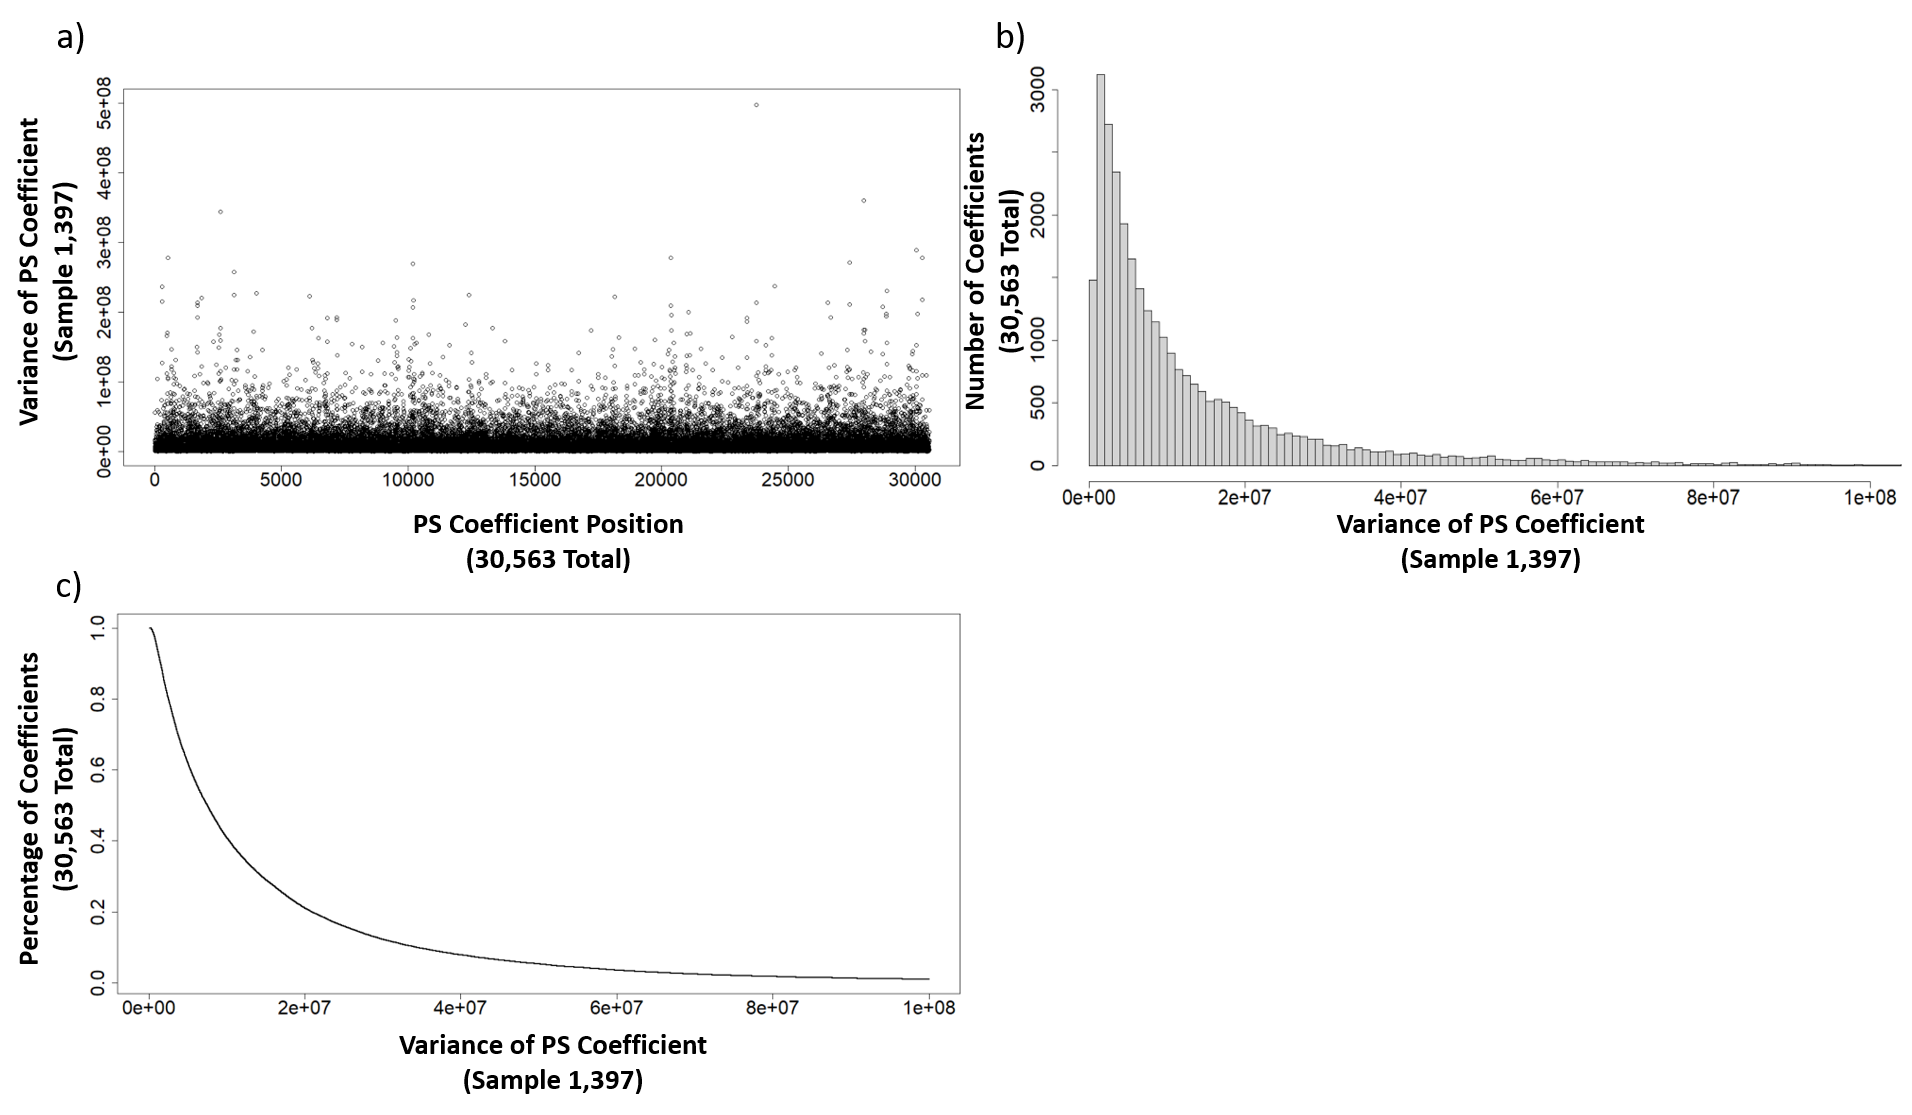 a)
5e+08
4e+08
3e+08
2e+08
1e+08
0e+00
Variance of PS Coefficient
(Sample 1,397)
0 5000 10000 15000 20000 25000 30000
PS Coefficient Position
(30,563 Total)
b)
3000
2000
1000
500
0
Number of Coefficients
(30,563 Total)
0e+00 2e+07 4e+07 6e+07 8e+07 1e+08
Variance of PS Coefficient
(Sample 1,397)
c)
1.0
0.8
0.6
0.4
0.2
0.0
Percentage of Coefficients
(30,563 Total)
0e+00 2e+07 4e+07 6e+07 8e+07 1e+08
Variance of PS Coefficient
(Sample 1,397)